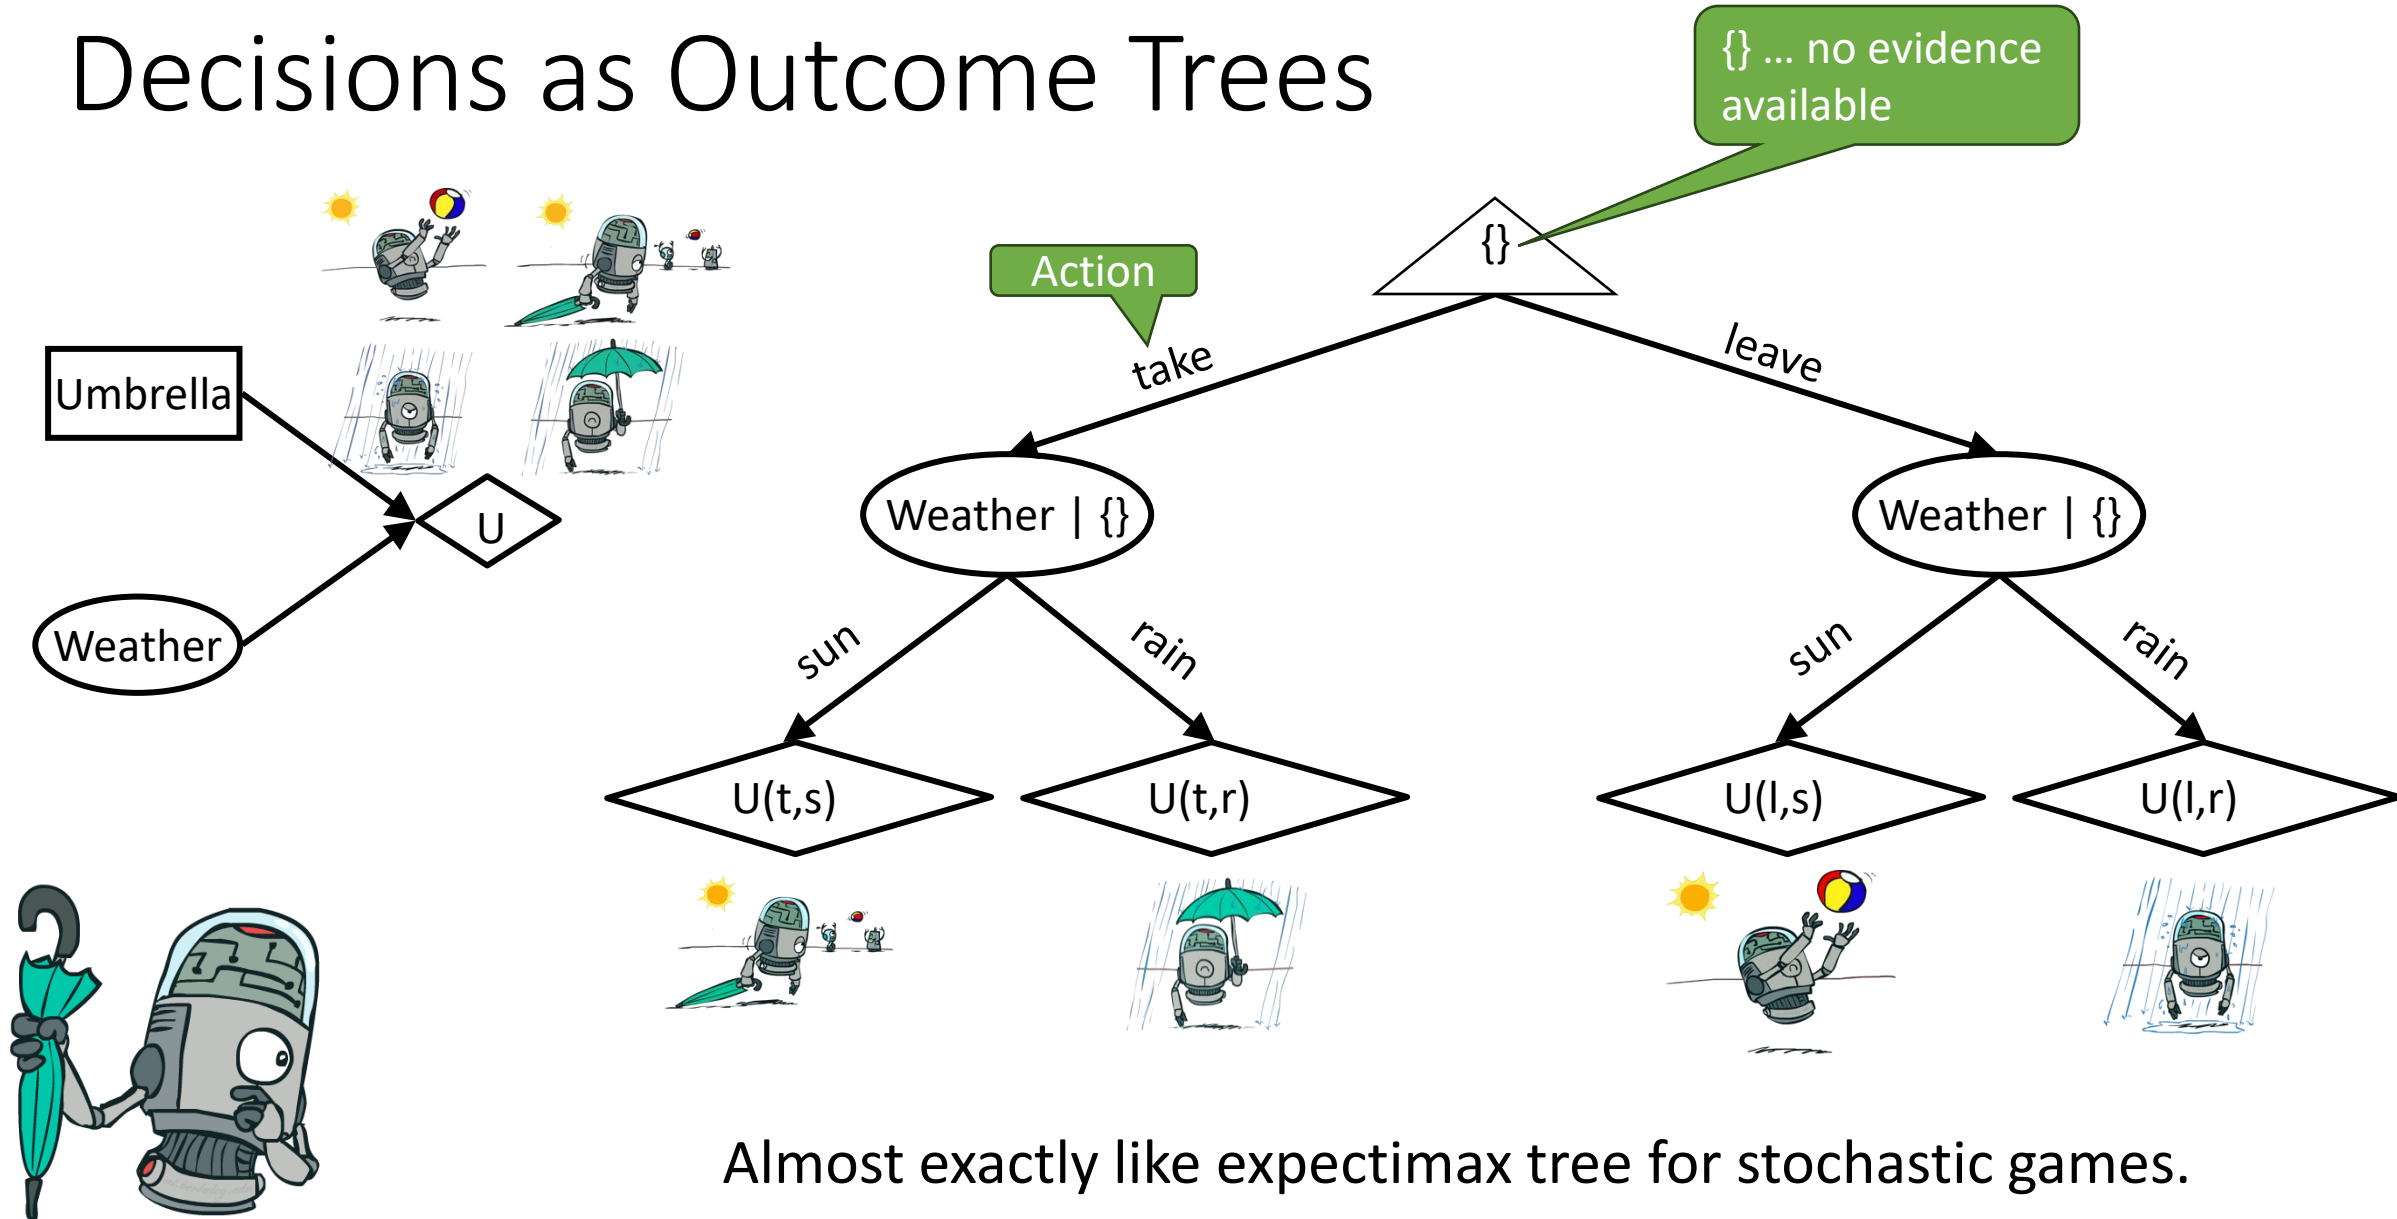 Decisions as Outcome Trees
{} ... no evidence
available
{}
Action
take
leave
Umbrella
U
Weather
Weather | {}
Weather | {}
sun
rain
sun
rain
U(t,s)
U(t,r)
U(l,s)
U(l,r)
Almost exactly like expectimax tree for stochastic games.